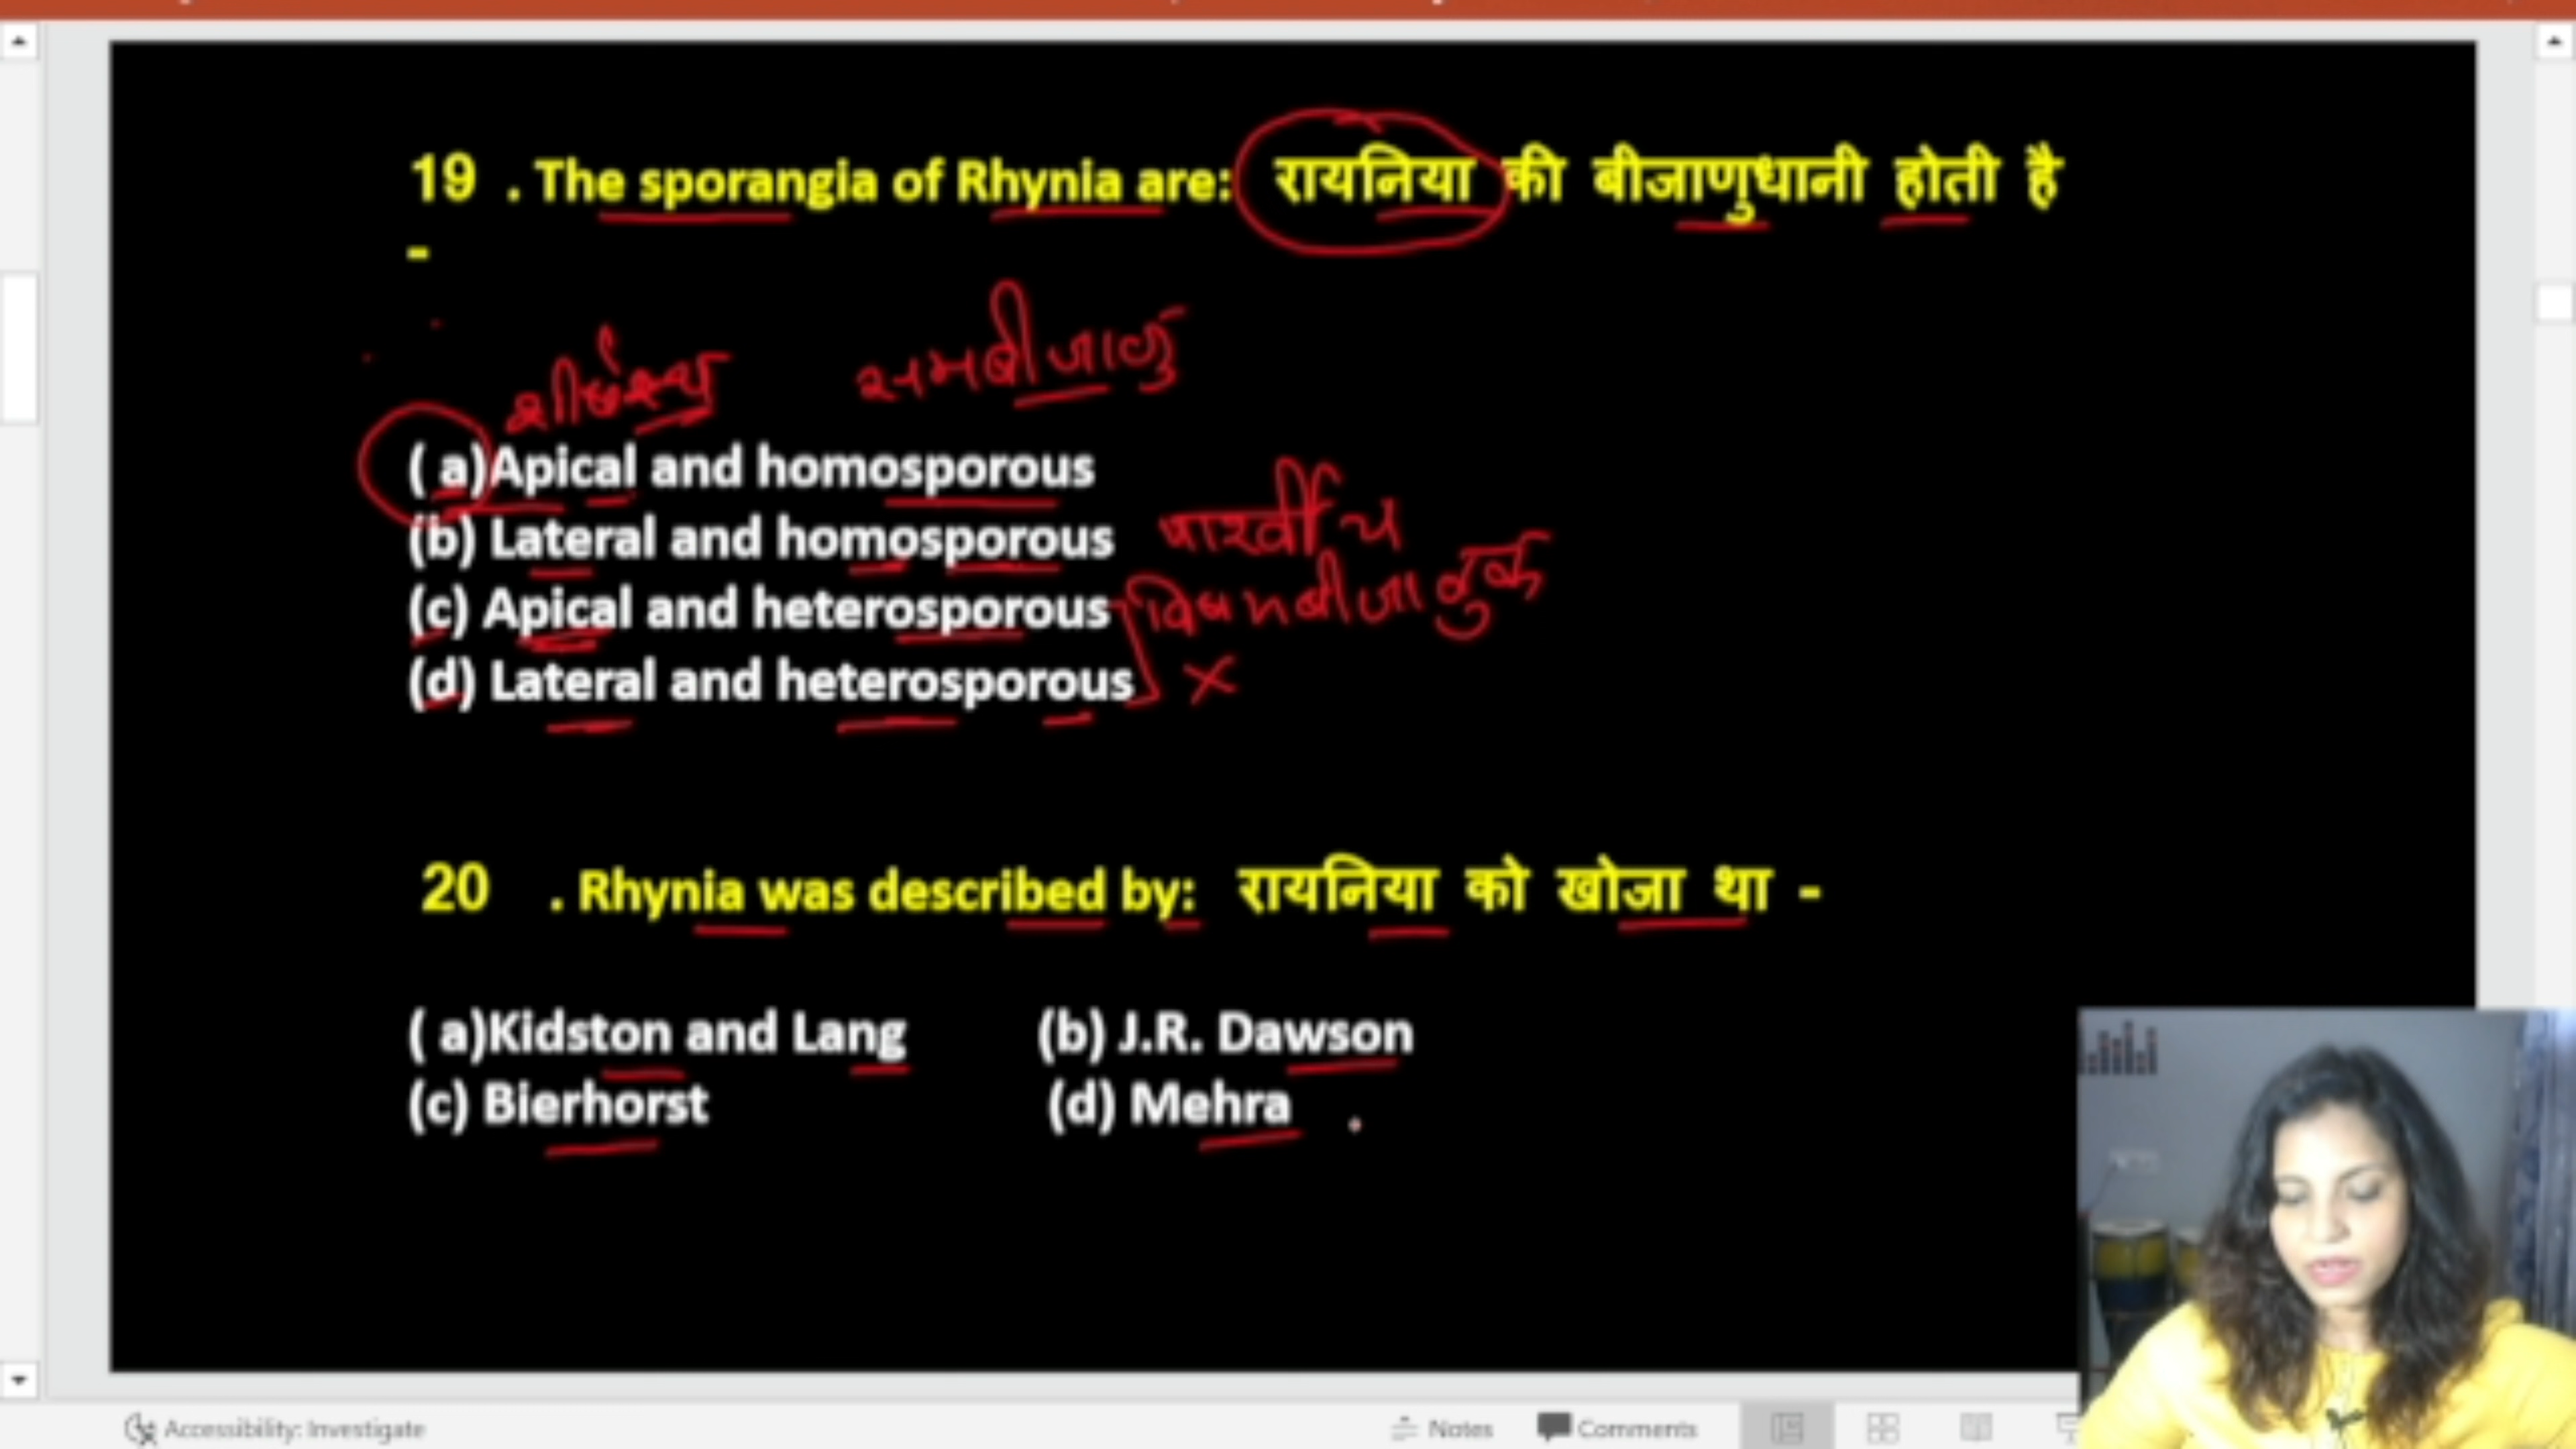 19 . The sporangia of Rhynia are: रायनिया की बीजाणुधानी होती है
-
शीर्षस्थ समबीजाणु
( a)Apical and homosporous
(b) Lateral and homosporous पार्श्वीय
(c) Apical and heterosporous विषमबीजाणुक
(d) Lateral and heterosporous ×
20 . Rhynia was described by: रायनिया को खोजा था -
( a)Kidston and Lang (b) J.R. Dawson
(c) Bierhorst (d) Mehra
Accessibility: Investigate Notes Comments